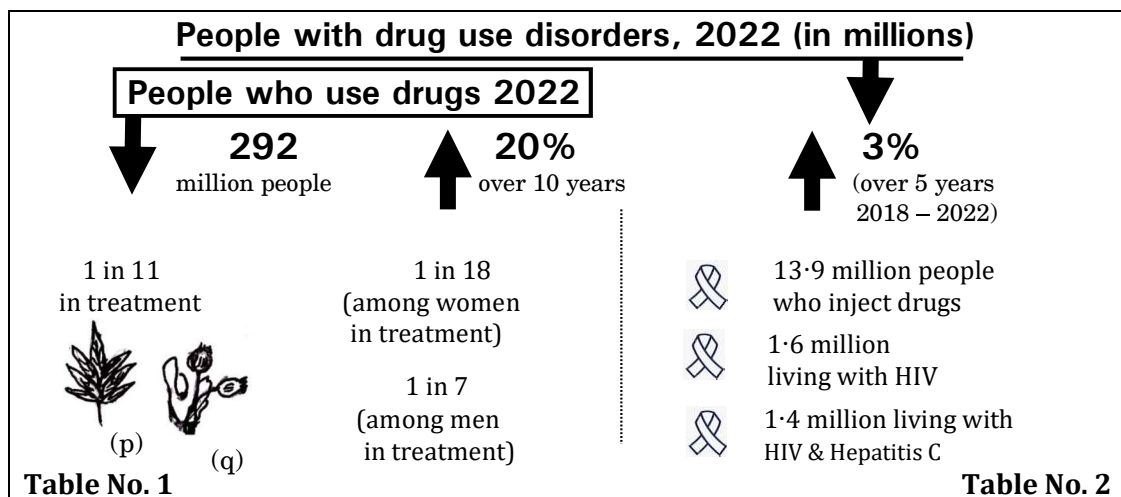 People with drug use disorders, 2022 (in millions)
People who use drugs 2022
292
million people
20%
over 10 years
3%
(over 5 years
2018 – 2022)
1 in 11
in treatment
(p)
(q)
1 in 18
(among women
in treatment)
1 in 7
(among men
in treatment)
13·9 million people
who inject drugs
1·6 million
living with HIV
1·4 million living with
HIV & Hepatitis C
Table No. 1
Table No. 2